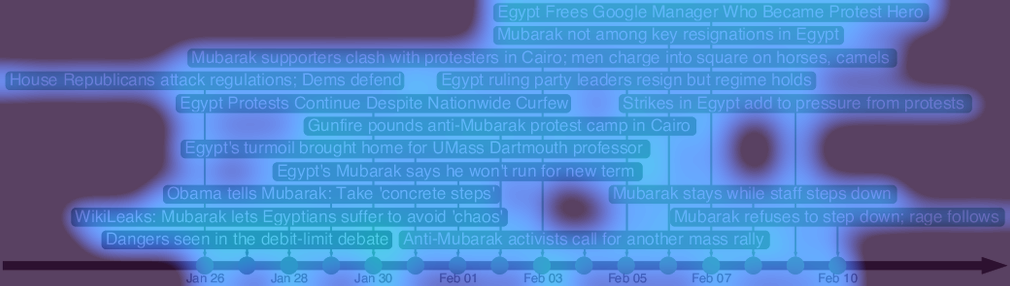 Egypt Frees Google Manager Who Became Protest Hero
Mubarak not among key resignations in Egypt
Mubarak supporters clash with protesters in Cairo; men charge into square on horses, camels
House Republicans attack regulations; Dems defend
Egypt ruling party leaders resign but regime holds
Egypt Protests Continue Despite Nationwide Curfew
Strikes in Egypt add to pressure from protests
Gunfire pounds anti-Mubarak protest camp in Cairo
Egypt's turmoil brought home for UMass Dartmouth professor
Egypt's Mubarak says he won't run for new term
Obama tells Mubarak: Take 'concrete steps'
Mubarak stays while staff steps down
WikiLeaks: Mubarak lets Egyptians suffer to avoid 'chaos'
Mubarak refuses to step down; rage follows
Dangers seen in the debit-limit debate
Anti-Mubarak activists call for another mass rally
Jan 26 Jan 28 Jan 30 Feb 01 Feb 03 Feb 05 Feb 07 Feb 10